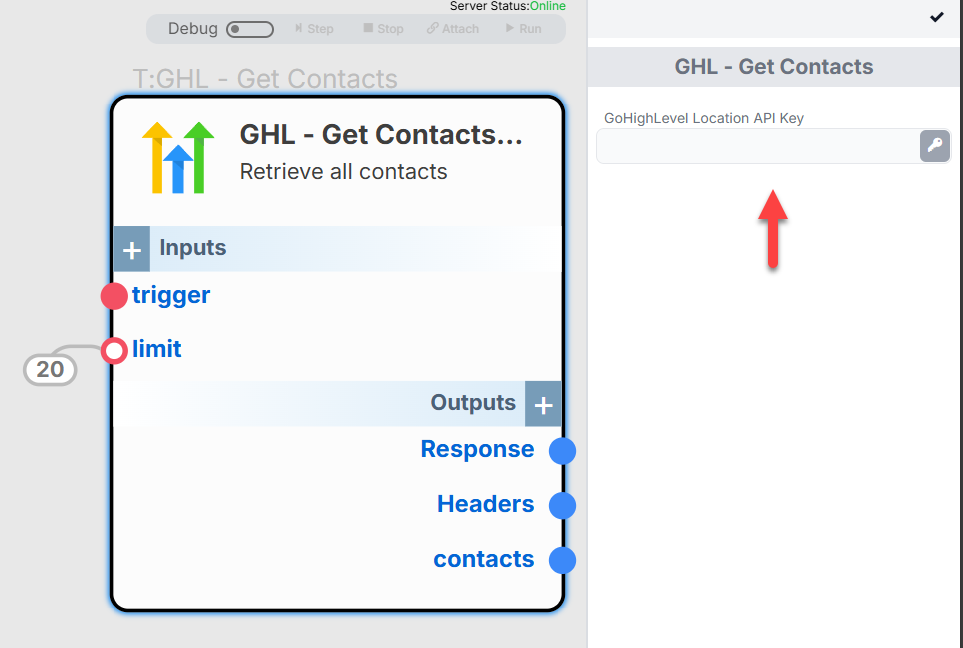 Server Status:Online
Debug Step Stop Attach Run
T:GHL - Get Contacts
GHL - Get Contacts...
Retrieve all contacts
+ Inputs
trigger
limit
20
Outputs +
Response
Headers
contacts
GHL - Get Contacts
GoHighLevel Location API Key